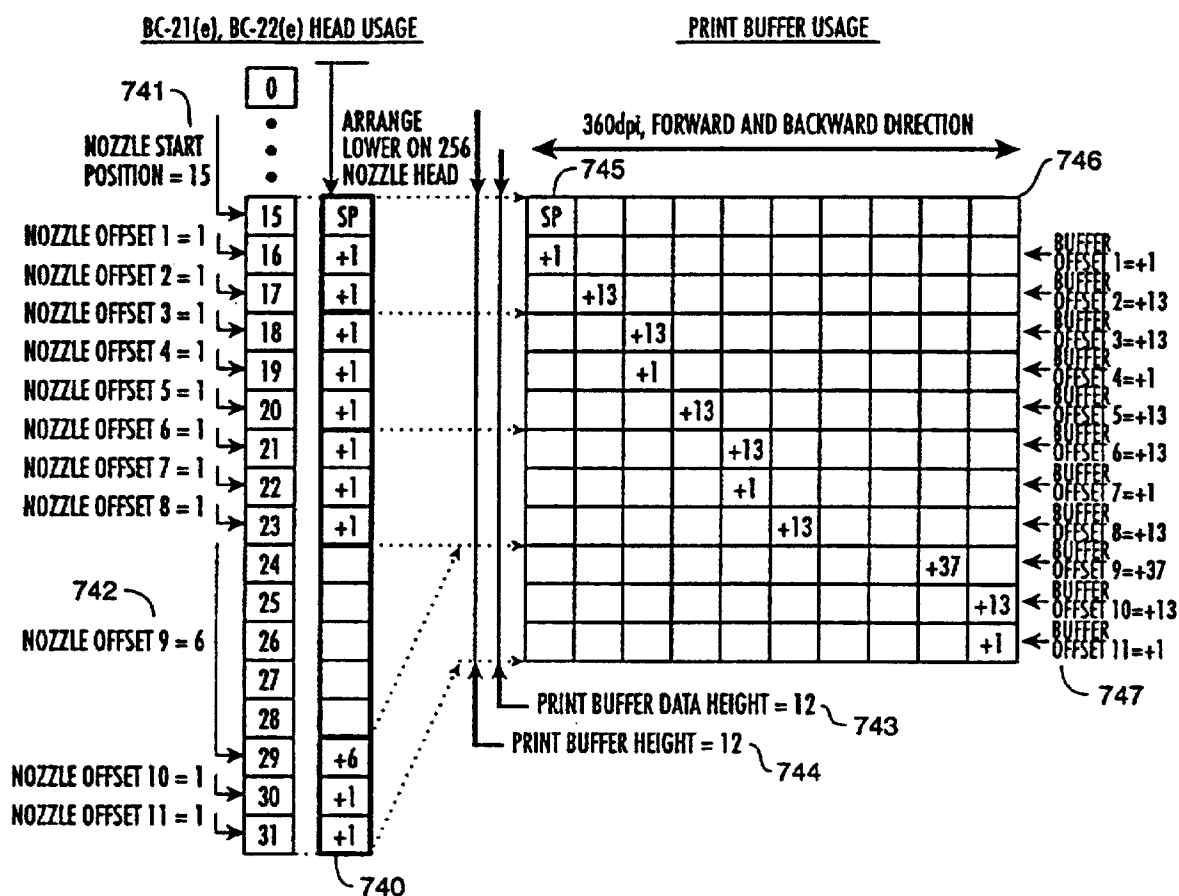 BC-21(e), BC-22(e) HEAD USAGE
PRINT BUFFER USAGE
741
NOZZLE START
POSITION = 15
0
ARRANGE
LOWER ON 256
NOZZLE HEAD
360dpi, FORWARD AND BACKWARD DIRECTION
745
746
15 SP SP
NOZZLE OFFSET 1 = 1
16 +1 +1
BUFFER
OFFSET 1=+1
NOZZLE OFFSET 2 = 1
17 +1 +13
BUFFER
OFFSET 2=+13
NOZZLE OFFSET 3 = 1
18 +1 +13
BUFFER
OFFSET 3=+13
NOZZLE OFFSET 4 = 1
19 +1 +1
BUFFER
OFFSET 4=+1
NOZZLE OFFSET 5 = 1
20 +1 +13
BUFFER
OFFSET 5=+13
NOZZLE OFFSET 6 = 1
21 +1 +13
BUFFER
OFFSET 6=+13
NOZZLE OFFSET 7 = 1
22 +1 +1
BUFFER
OFFSET 7=+1
NOZZLE OFFSET 8 = 1
23 +1 +13
BUFFER
OFFSET 8=+13
24 +37
BUFFER
OFFSET 9=+37
742
25 +13
BUFFER
OFFSET 10=+13
NOZZLE OFFSET 9 = 6
26 +1
BUFFER
OFFSET 11=+1
747
27
28
PRINT BUFFER DATA HEIGHT = 12
743
29 +6
PRINT BUFFER HEIGHT = 12
744
NOZZLE OFFSET 10 = 1
30 +1
NOZZLE OFFSET 11 = 1
31 +1
740